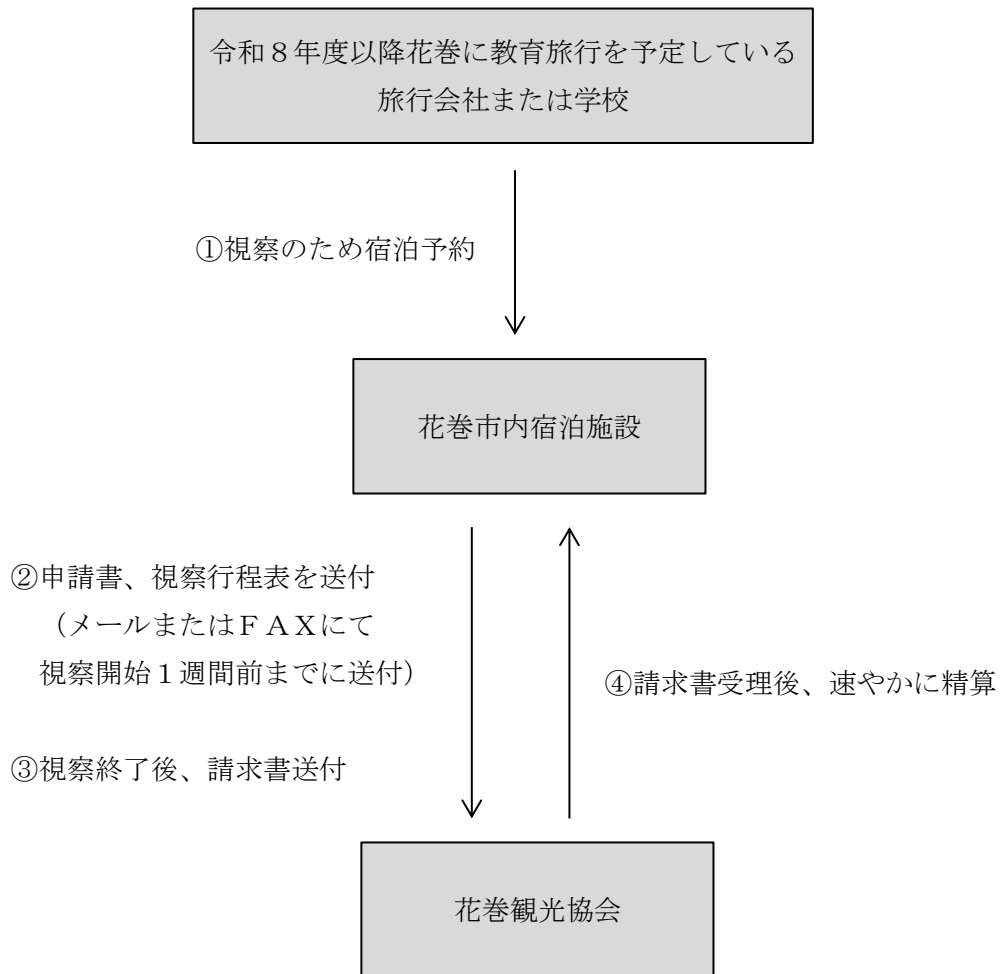 令和８年度以降花巻に教育旅行を予定している
旅行会社または学校
①視察のため宿泊予約
花巻市内宿泊施設
②申請書、視察行程表を送付
（メールまたはＦＡＸにて
視察開始１週間前までに送付）
④請求書受理後、速やかに精算
③視察終了後、請求書送付
花巻観光協会